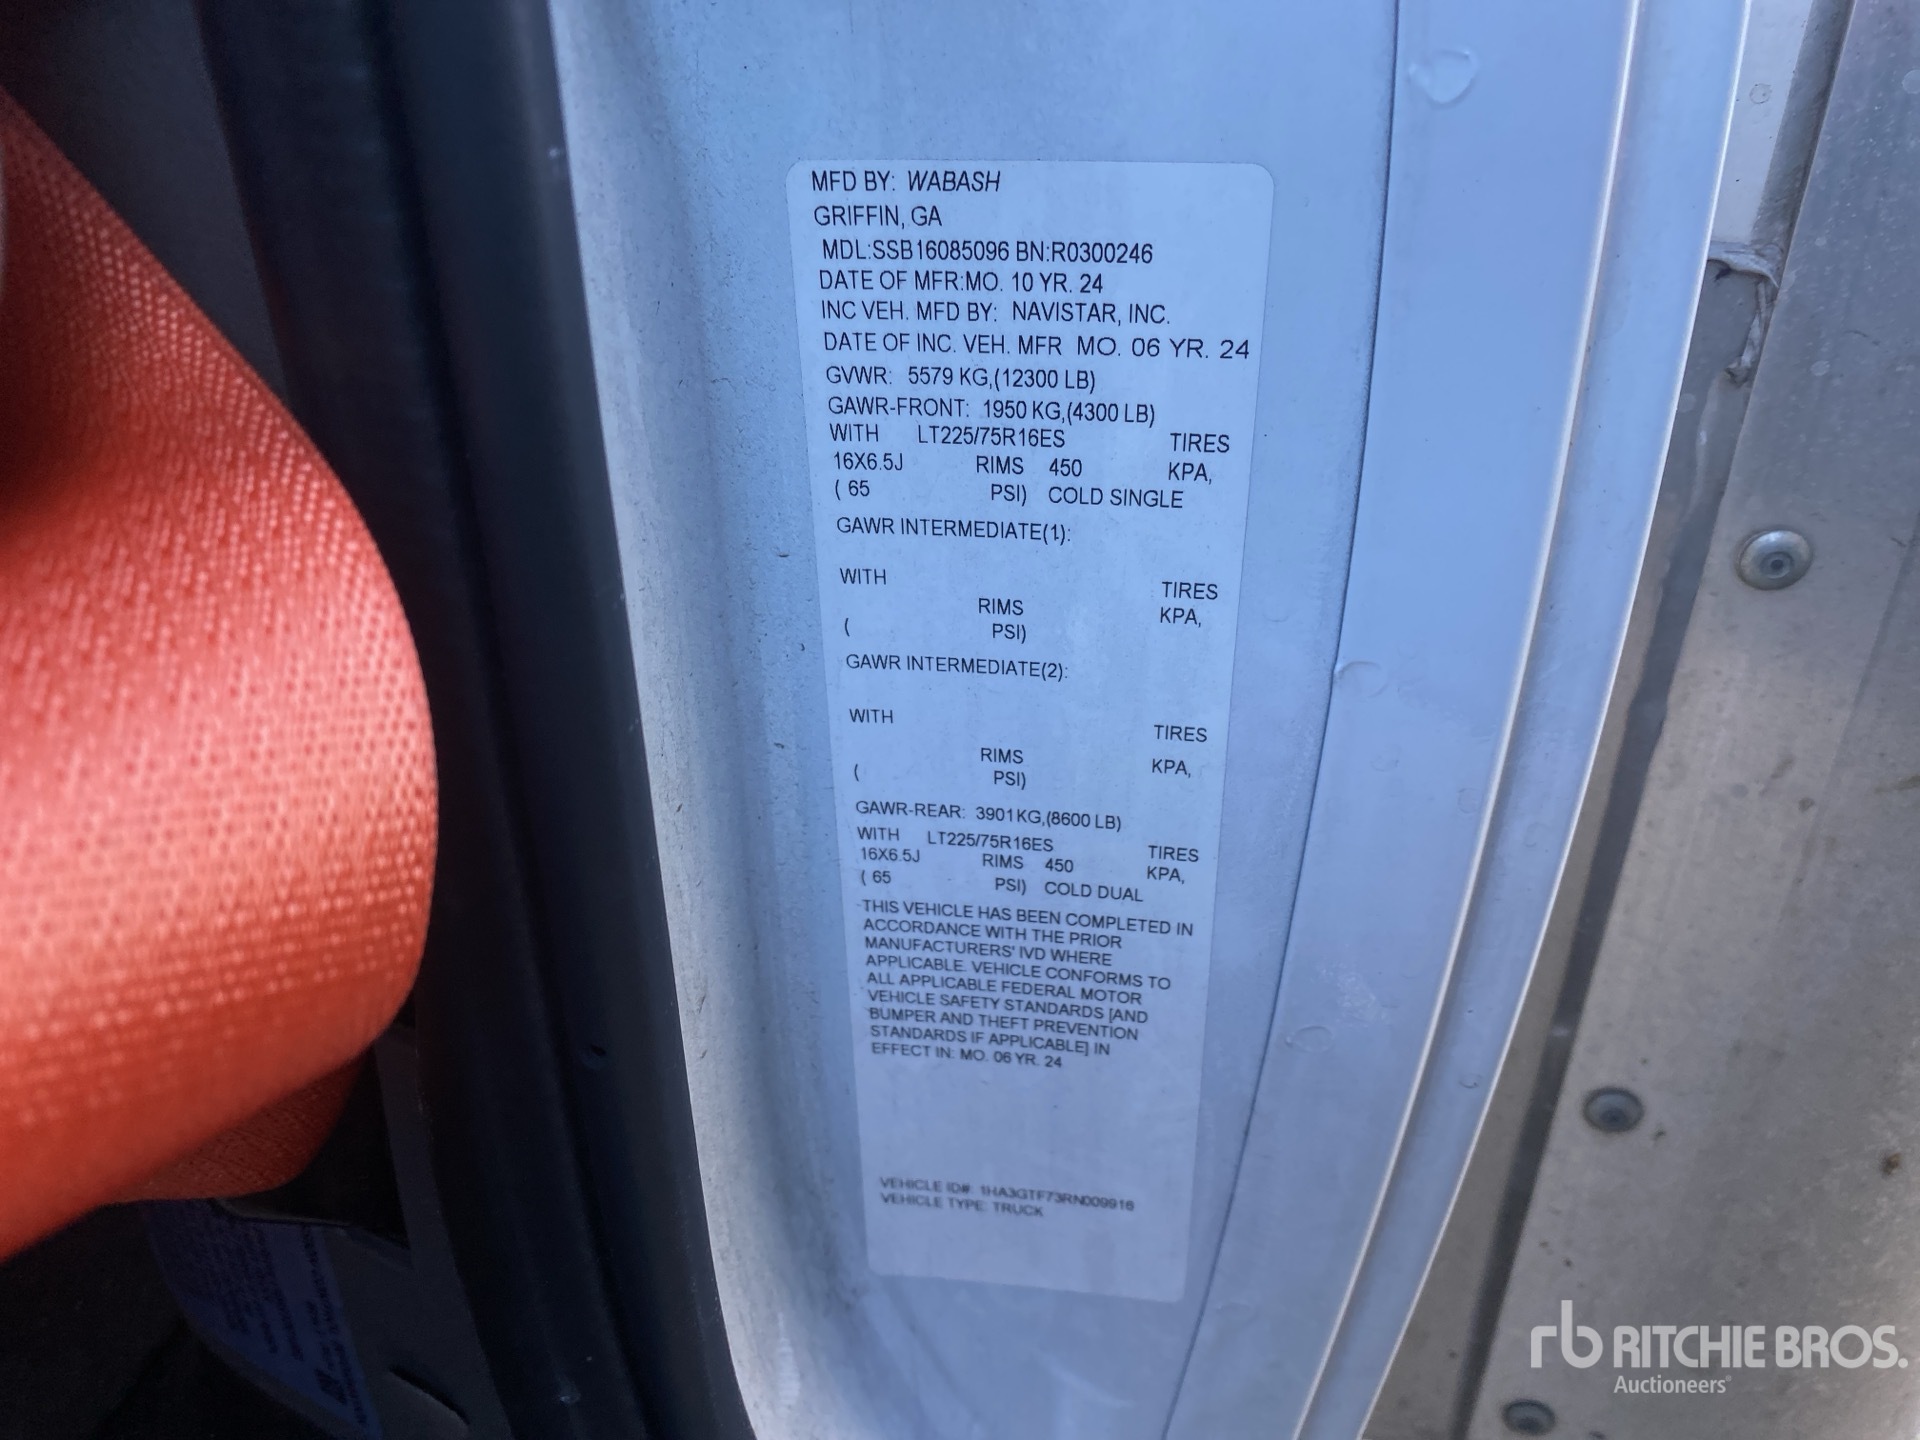 MFD BY: WABASH
GRIFFIN, GA
MDL:SSB16085096 BN:R0300246
DATE OF MFR:MO. 10 YR. 24
INC VEH. MFD BY: NAVISTAR, INC.
DATE OF INC. VEH. MFR MO. 06 YR. 24
GVWR: 5579 KG,(12300 LB)
GAWR-FRONT: 1950 KG,(4300 LB)
WITH LT225/75R16ES TIRES
16X6.5J RIMS 450 KPA,
( 65 PSI) COLD SINGLE
GAWR INTERMEDIATE(1):
WITH TIRES
RIMS KPA,
( PSI)
GAWR INTERMEDIATE(2):
WITH TIRES
RIMS KPA,
( PSI)
GAWR-REAR: 3901KG,(8600 LB)
WITH LT225/75R16ES TIRES
16X6.5J RIMS 450 KPA,
( 65 PSI) COLD DUAL
THIS VEHICLE HAS BEEN COMPLETED IN
ACCORDANCE WITH THE PRIOR
MANUFACTURERS' IVD WHERE
APPLICABLE. VEHICLE CONFORMS TO
ALL APPLICABLE FEDERAL MOTOR
VEHICLE SAFETY STANDARDS [AND
BUMPER AND THEFT PREVENTION
STANDARDS IF APPLICABLE] IN
EFFECT IN: MO. 06 YR. 24
VEHICLE ID#: 1HA3GTF73RN009916
VEHICLE TYPE: TRUCK
rb RITCHIE BROS.
Auctioneers